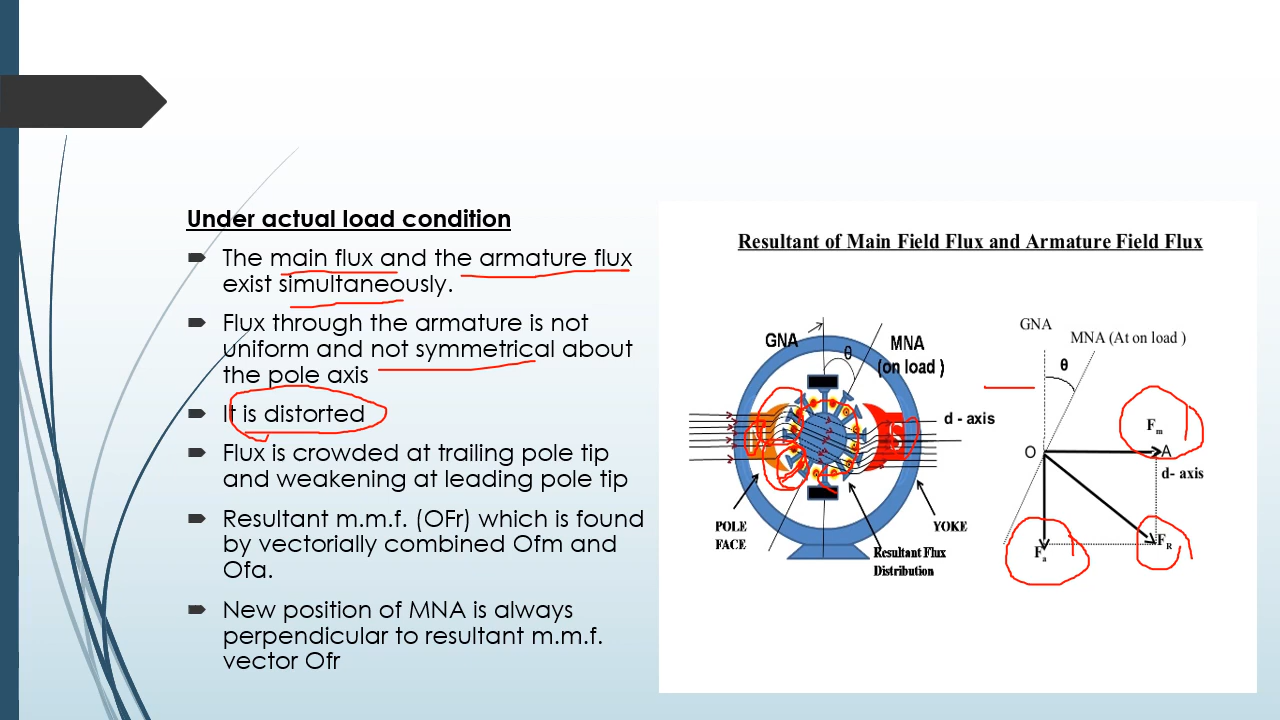 Under actual load condition
The main flux and the armature flux
exist simultaneously.
Flux through the armature is not
uniform and not symmetrical about
the pole axis
It is distorted
Flux is crowded at trailing pole tip
and weakening at leading pole tip
Resultant m.m.f. (OFr) which is found
by vectorially combined Ofm and
Ofa.
New position of MNA is always
perpendicular to resultant m.m.f.
vector Ofr
Resultant of Main Field Flux and Armature Field Flux
GNA
θ
MNA
(on load )
d - axis
S
POLE
FACE
Resultant Flux
Distribution
YOKE
GNA
MNA (At on load )
θ
Fm
O
A
d- axis
Fa
FR